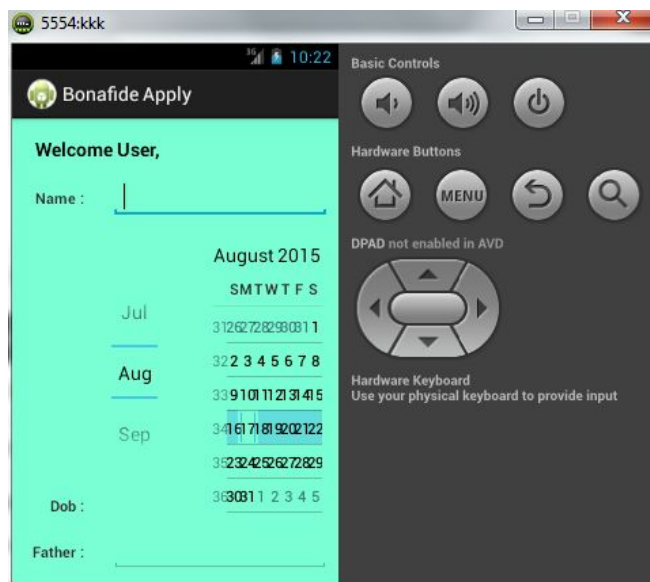 5554:kkk
3G 10:22
Bonafide Apply
Welcome User,
Name :
August 2015
S M T W T F S
31 26 27 28 29 30 31 1
Jul
32 2 3 4 5 6 7 8
Aug
33 9 10 11 12 13 14 15
34 16 17 18 19 20 21 22
Sep
35 23 24 25 26 27 28 29
36 30 31 1 2 3 4 5
Dob :
Father :
Basic Controls
Hardware Buttons
MENU
DPAD not enabled in AVD
Hardware Keyboard
Use your physical keyboard to provide input